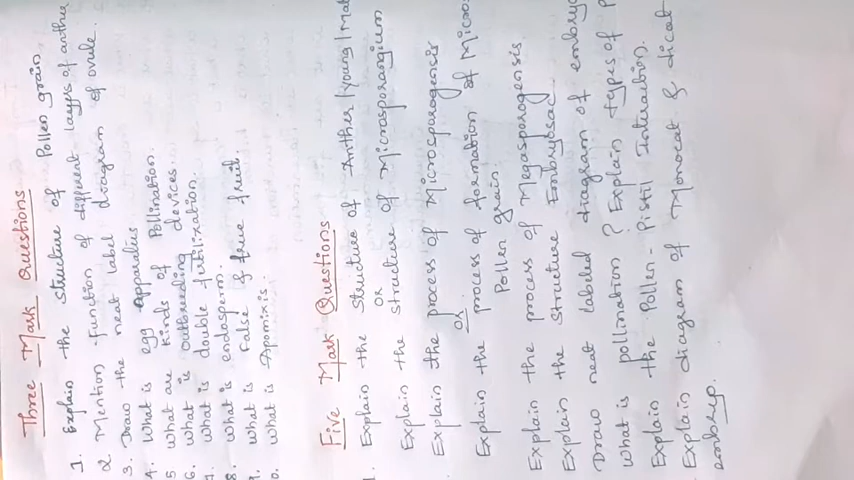 Three Mark Questions
1. Explain the structure of Pollen grain.
2. Mention function of different layers of anther
3. Draw the neat label diagram of ovule.
4. What is egg apparatus
5 What are kinds of Pollination.
6. What is outbreeding devices.
7. What is double fertilization.
8. What is endosperm.
9. What is False & true fruit.
0. What is Apomixis.
Five Mark Questions
1. Explain the structure of Anther / young / Mat
OR
Explain the structure of Microsporangium
Explain the process of Microsporogensis
OR
Explain the process of formation of Micros
Pollen grain.
Explain the process of Megasporogensis
Explain the structure Embryosac
Draw neat labeled diagram of embryo
What is pollination ? Explain types of P
Explain the Pollen - Pistil Interaction.
Explain diagram of Monocot & dicot
embryo.